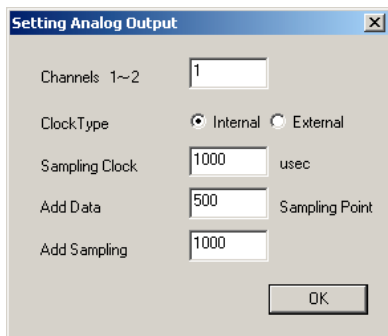 Setting Analog Output
Channels 1~2 1
ClockType Internal External
Sampling Clock 1000 usec
Add Data 500 Sampling Point
Add Sampling 1000
OK